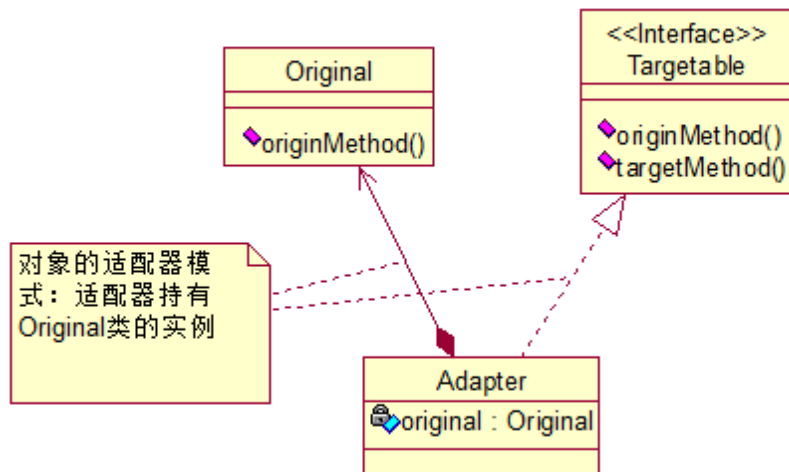 Original
originMethod()
<<Interface>>
Targetable
originMethod()
targetMethod()
对象的适配器模
式：适配器持有
Original类的实例
Adapter
original : Original